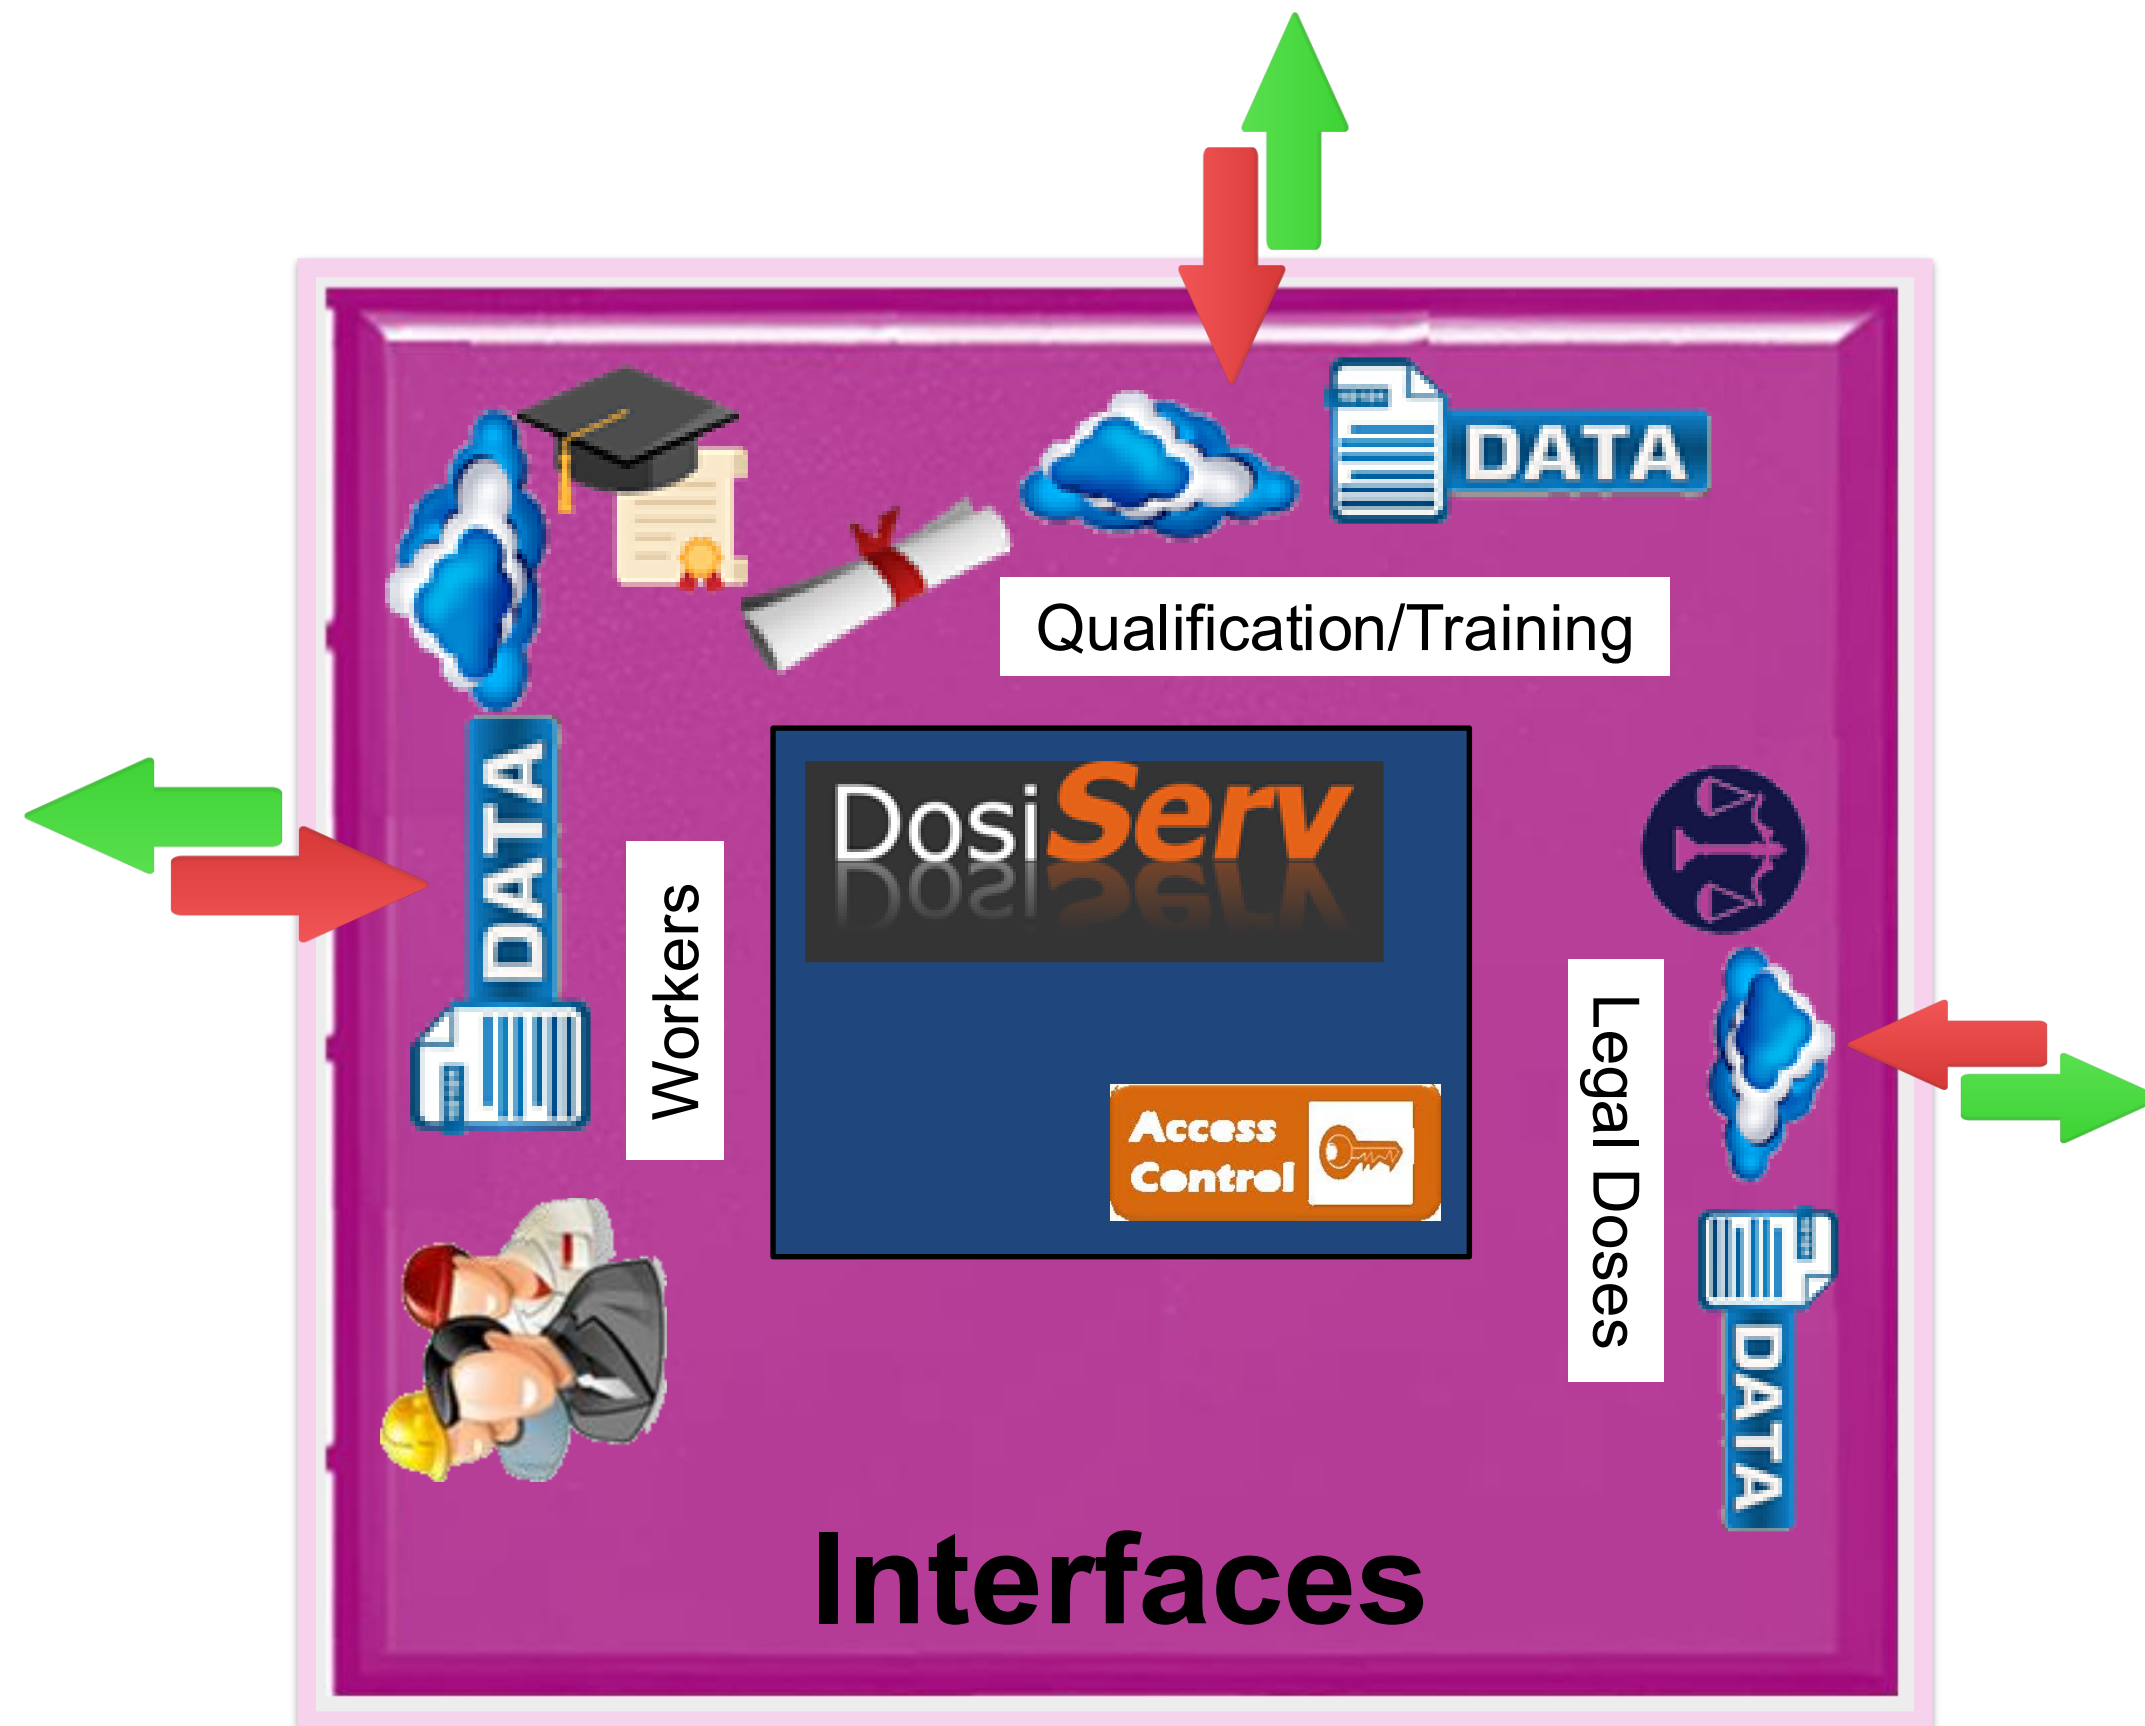 DATA
Qualification/Training
DosiServ
DATA
Workers
Access
Control
Legal Doses
DATA
Interfaces